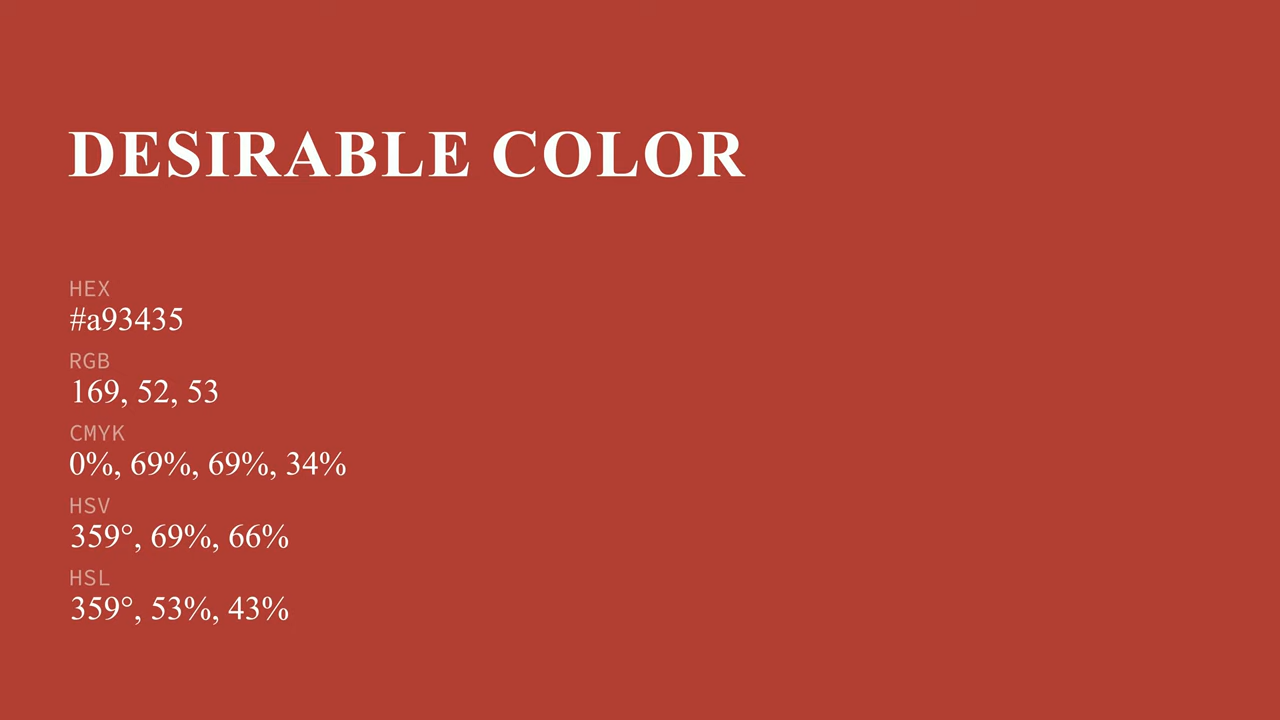 DESIRABLE COLOR
HEX
#a93435
RGB
169, 52, 53
CMYK
0%, 69%, 69%, 34%
HSV
359°, 69%, 66%
HSL
359°, 53%, 43%